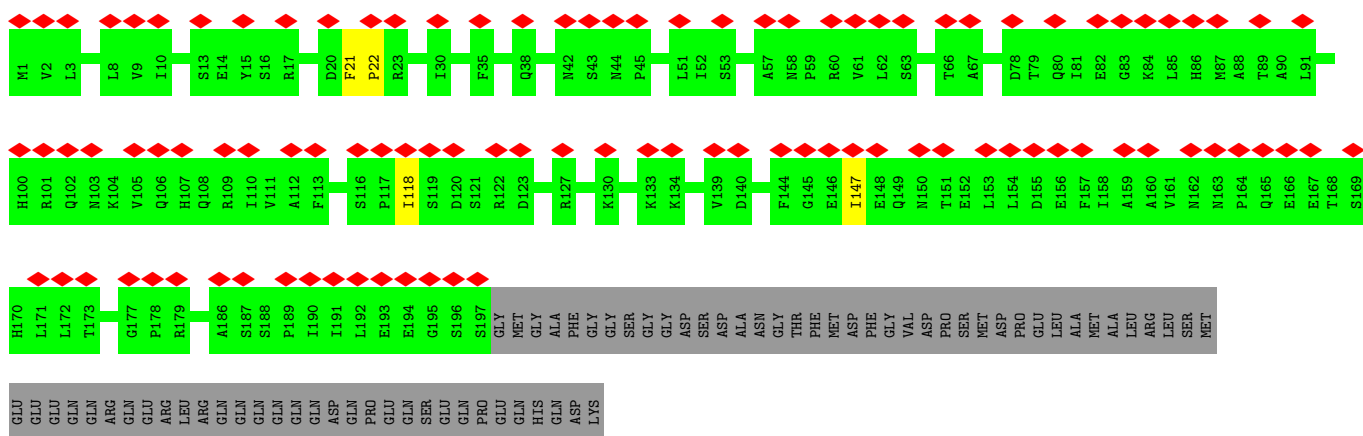 M1 V2 L3 L8 V9 I10 S13 E14 Y15 S16 R17 D20 F21 P22 R23 I30 F35 Q38 N42 S43 N44 P45 L51 I52 S53 A57 N58 P59 R60 V61 L62 S63 T66 A67 D78 T79 Q80 I81 E82 G83 K84 L85 H86 M87 A88 T89 A90 L91
H100 R101 Q102 N103 K104 V105 Q106 H107 Q108 R109 I110 V111 A112 F113 S116 P117 I118 S119 D120 S121 R122 D123 R127 K130 K133 K134 V139 D140 F144 G145 E146 I147 E148 Q149 N150 T151 E152 L153 L154 D155 E156 F157 I158 A159 A160 V161 N162 N163 P164 Q165 E166 E167 T168 S169
H170 L171 L172 T173 G177 P178 R179 A186 S187 S188 P189 I190 I191 L192 E193 E194 G195 S196 S197 GLY MET GLY ALA PHE GLY GLY SER GLY GLY ASP SER ASP ALA ASN GLY THR PHE MET ASP PHE GLY VAL ASP PRO SER MET ASP PRO GLU LEU ALA MET ALA LEU ARG LEU SER MET
GLU GLU GLU GLN GLN ARG GLN GLU ARG LEU ARG GLN GLN GLN GLN GLN ASP GLN PRO GLU GLN SER GLU GLN PRO GLU GLN HIS GLN ASP LYS